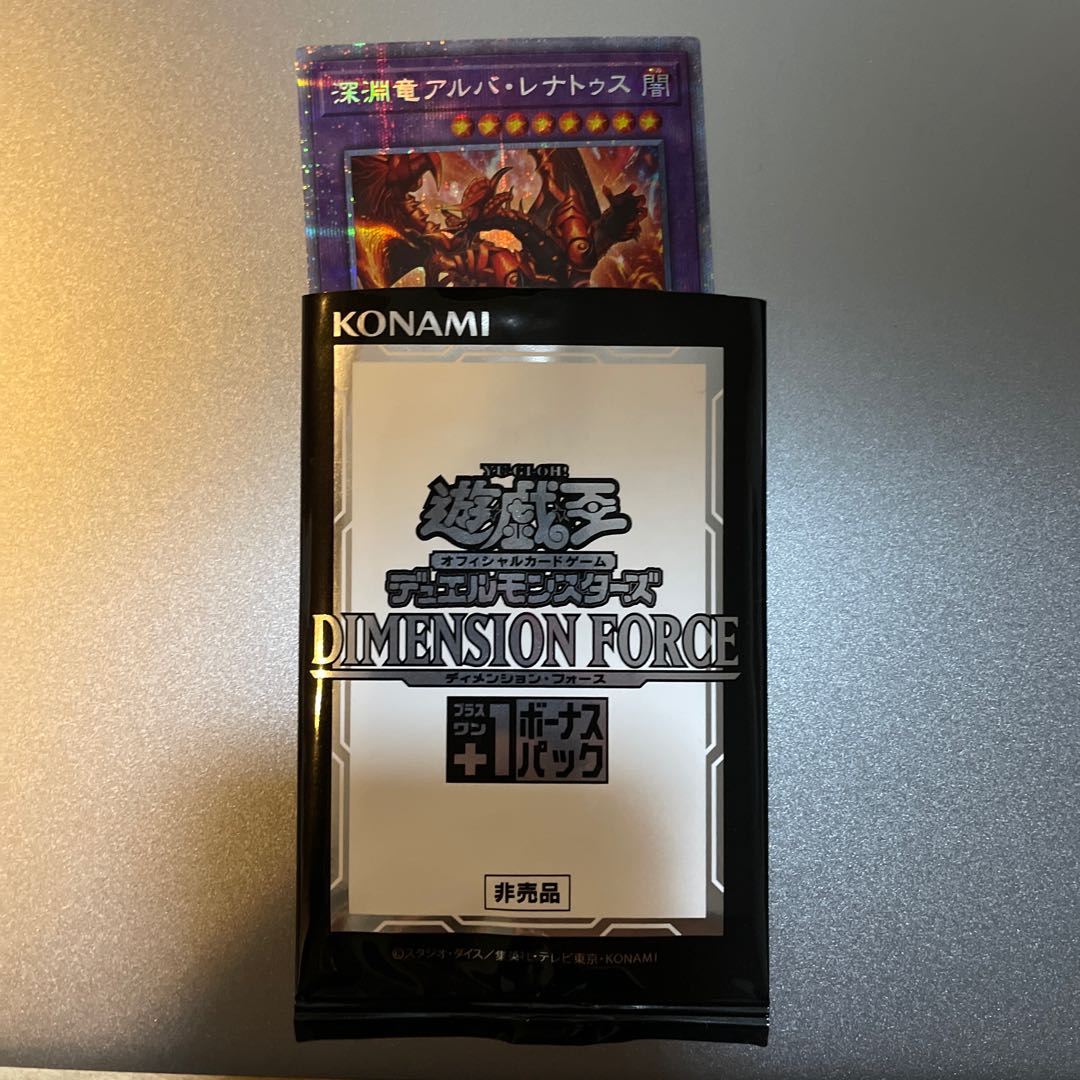 深淵竜アルバ・レナトゥス 闇
KONAMI
YU-GI-OH!
遊戯王
オフィシャルカードゲーム
デュエルモンスターズ
DIMENSION FORCE
ディメンション・フォース
プラスワン+1ボーナスパック
非売品
©スタジオ・ダイス/集英社・テレビ東京・KONAMI